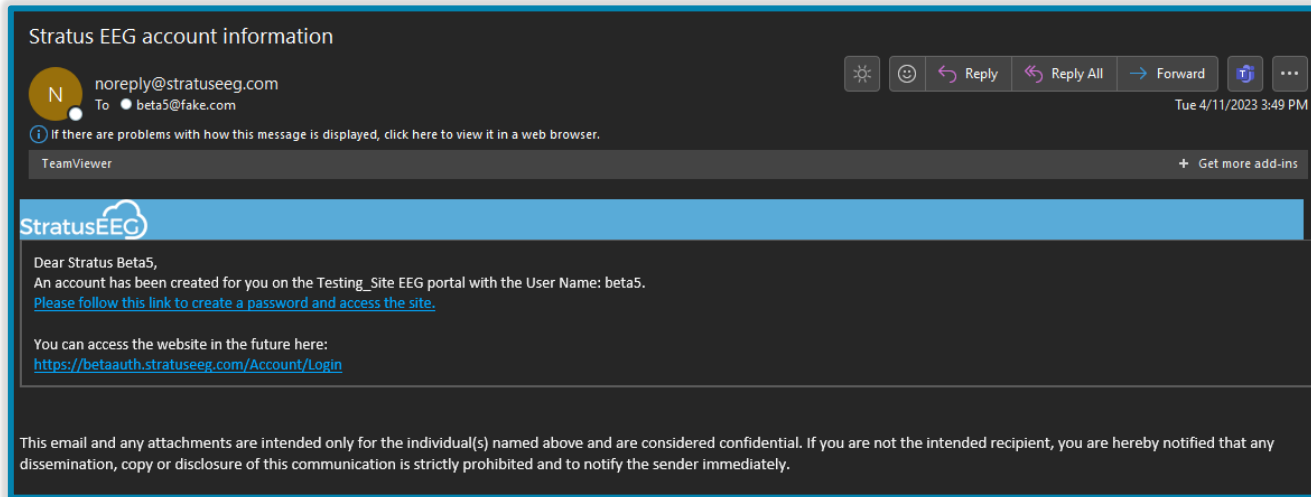 Stratus EEG account information
N
noreply@stratuseeg.com
To beta5@fake.com
Reply
Reply All
Forward
Tue 4/11/2023 3:49 PM
If there are problems with how this message is displayed, click here to view it in a web browser.
TeamViewer
+ Get more add-ins
StratusEEG
Dear Stratus Beta5,
An account has been created for you on the Testing_Site EEG portal with the User Name: beta5.
Please follow this link to create a password and access the site.
You can access the website in the future here:
https://betaauth.stratuseeg.com/Account/Login
This email and any attachments are intended only for the individual(s) named above and are considered confidential. If you are not the intended recipient, you are hereby notified that any
dissemination, copy or disclosure of this communication is strictly prohibited and to notify the sender immediately.